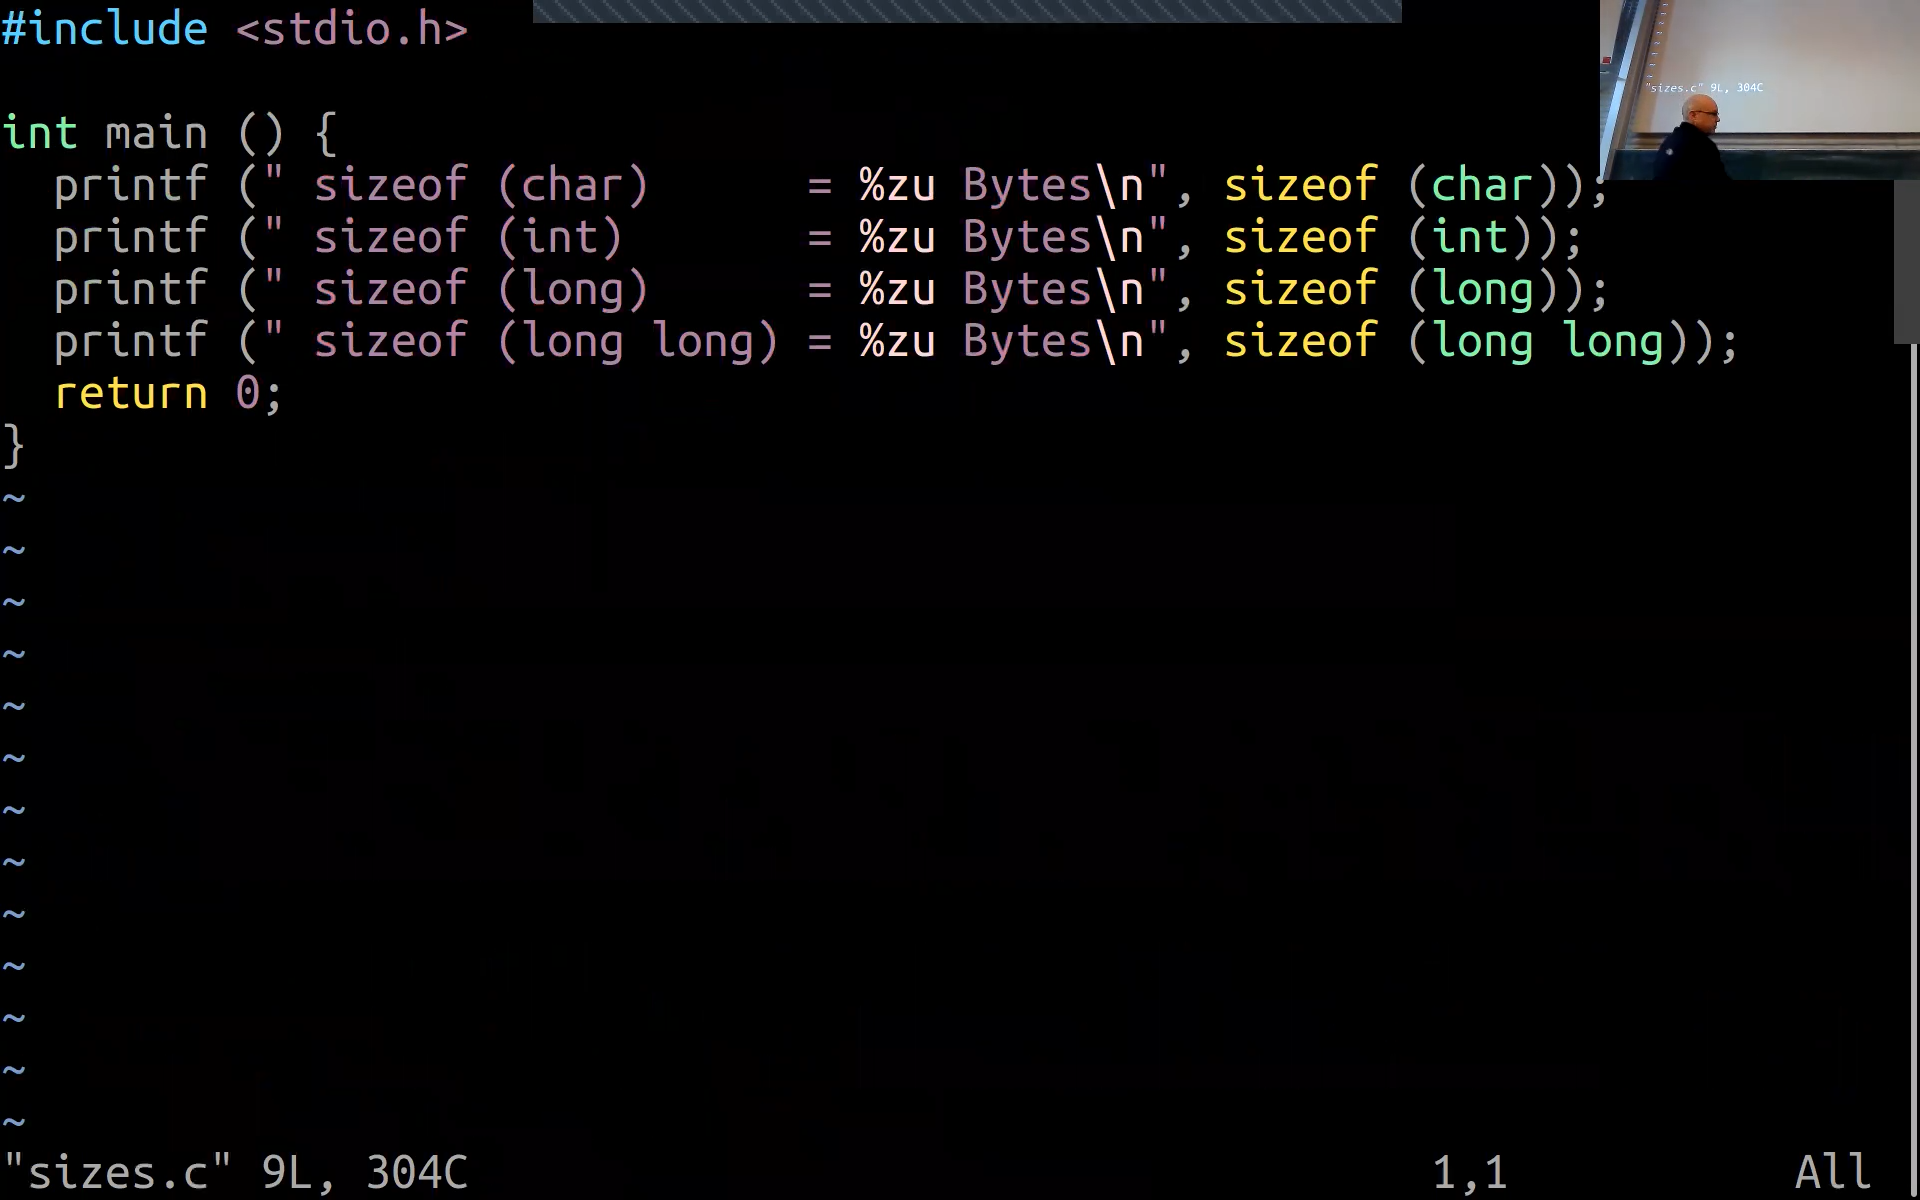 #include <stdio.h>
int main () {
  printf (" sizeof (char)      = %zu Bytes\n", sizeof (char));
  printf (" sizeof (int)       = %zu Bytes\n", sizeof (int));
  printf (" sizeof (long)      = %zu Bytes\n", sizeof (long));
  printf (" sizeof (long long) = %zu Bytes\n", sizeof (long long));
  return 0;
}
~
~
~
~
~
~
~
~
~
~
~
~
~
"sizes.c" 9L, 304C 1,1 All
"sizes.c" 9L, 304C